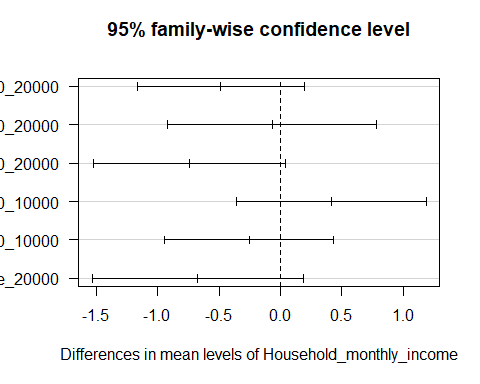 95% family-wise confidence level
0_20000
0_20000
0_20000
0_10000
0_10000
e_20000
-1.5 -1.0 -0.5 0.0 0.5 1.0
Differences in mean levels of Household_monthly_income